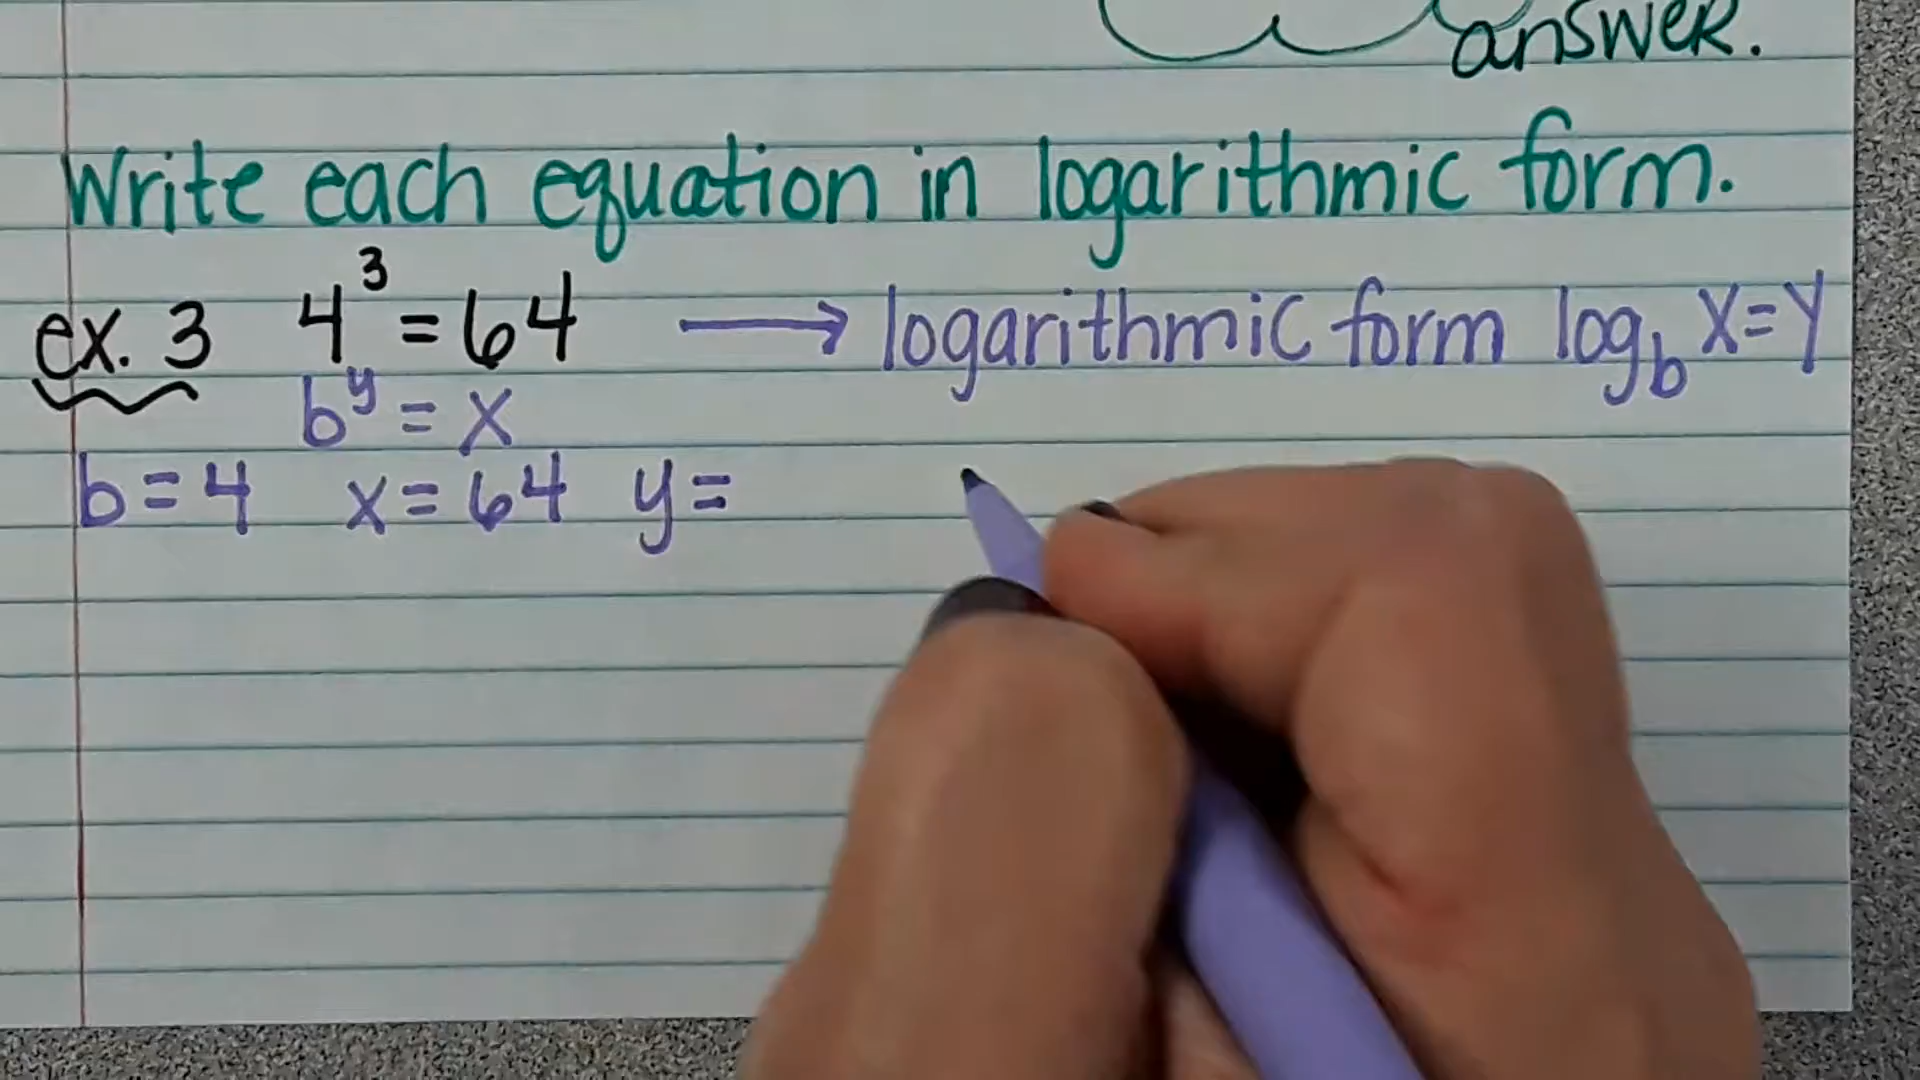 answer.
Write each equation in logarithmic form.
ex. 3 4³ = 64 → logarithmic form log_b X = Y
b^y = x
b = 4 x = 64 y =